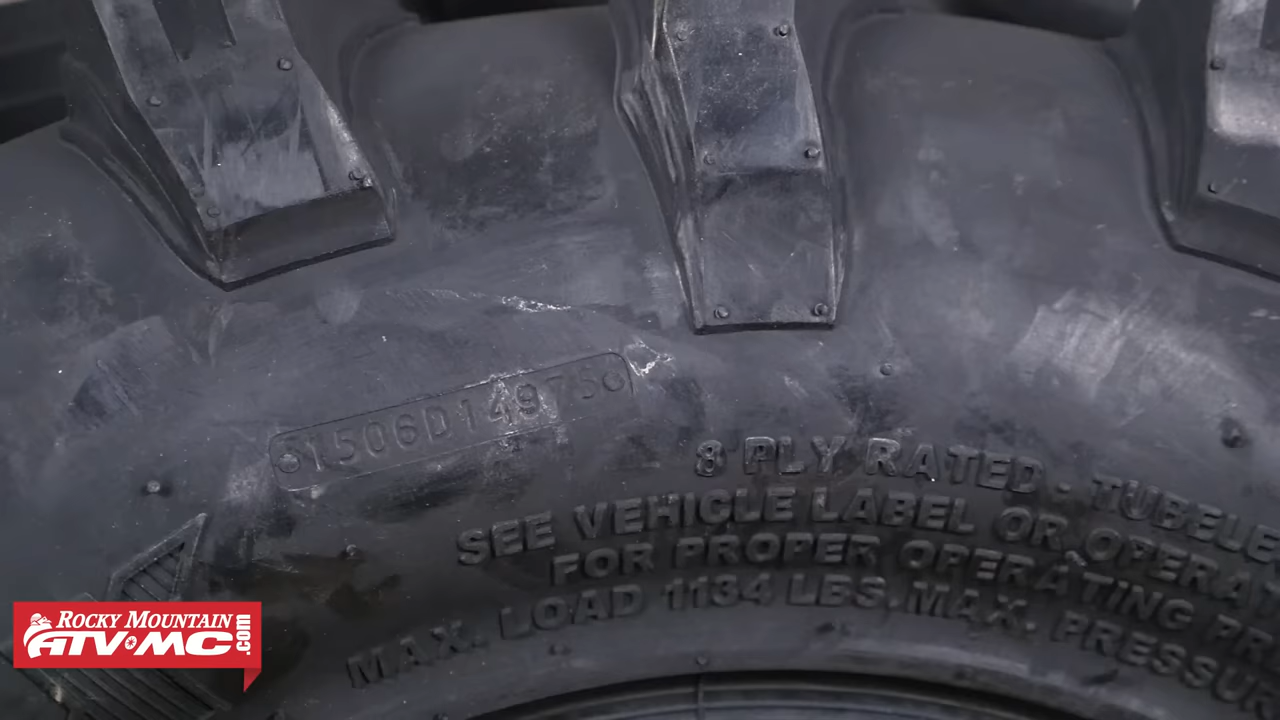 61506D149750
8 PLY RATED - TUBELE
SEE VEHICLE LABEL OR OPERAT
FOR PROPER OPERATING PR
MAX. LOAD 1134 LBS. MAX. PRESSUR
ROCKY MOUNTAIN
ATV•MC.com